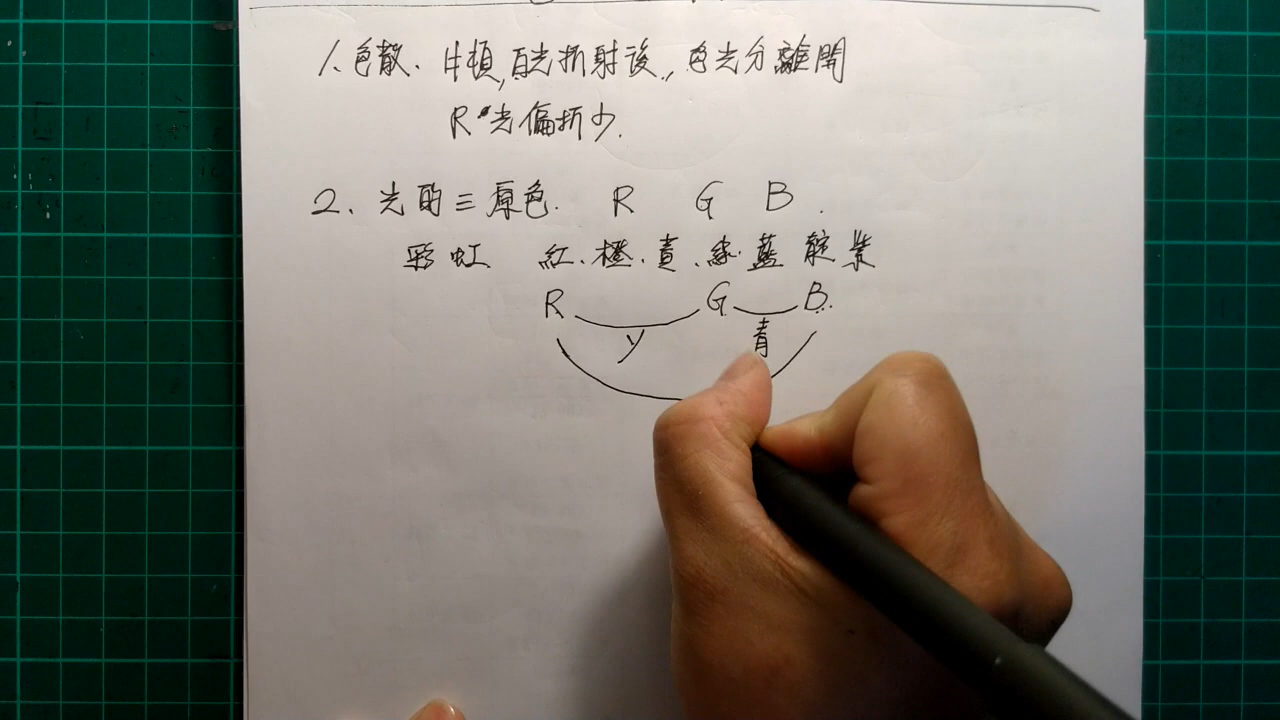 1、色散．牛頓，白光折射後，色光分離開
R光偏折少．
2、光的三原色．R G B．
彩虹 紅、橙、黃、綠、藍靛紫
R G B．
y 青